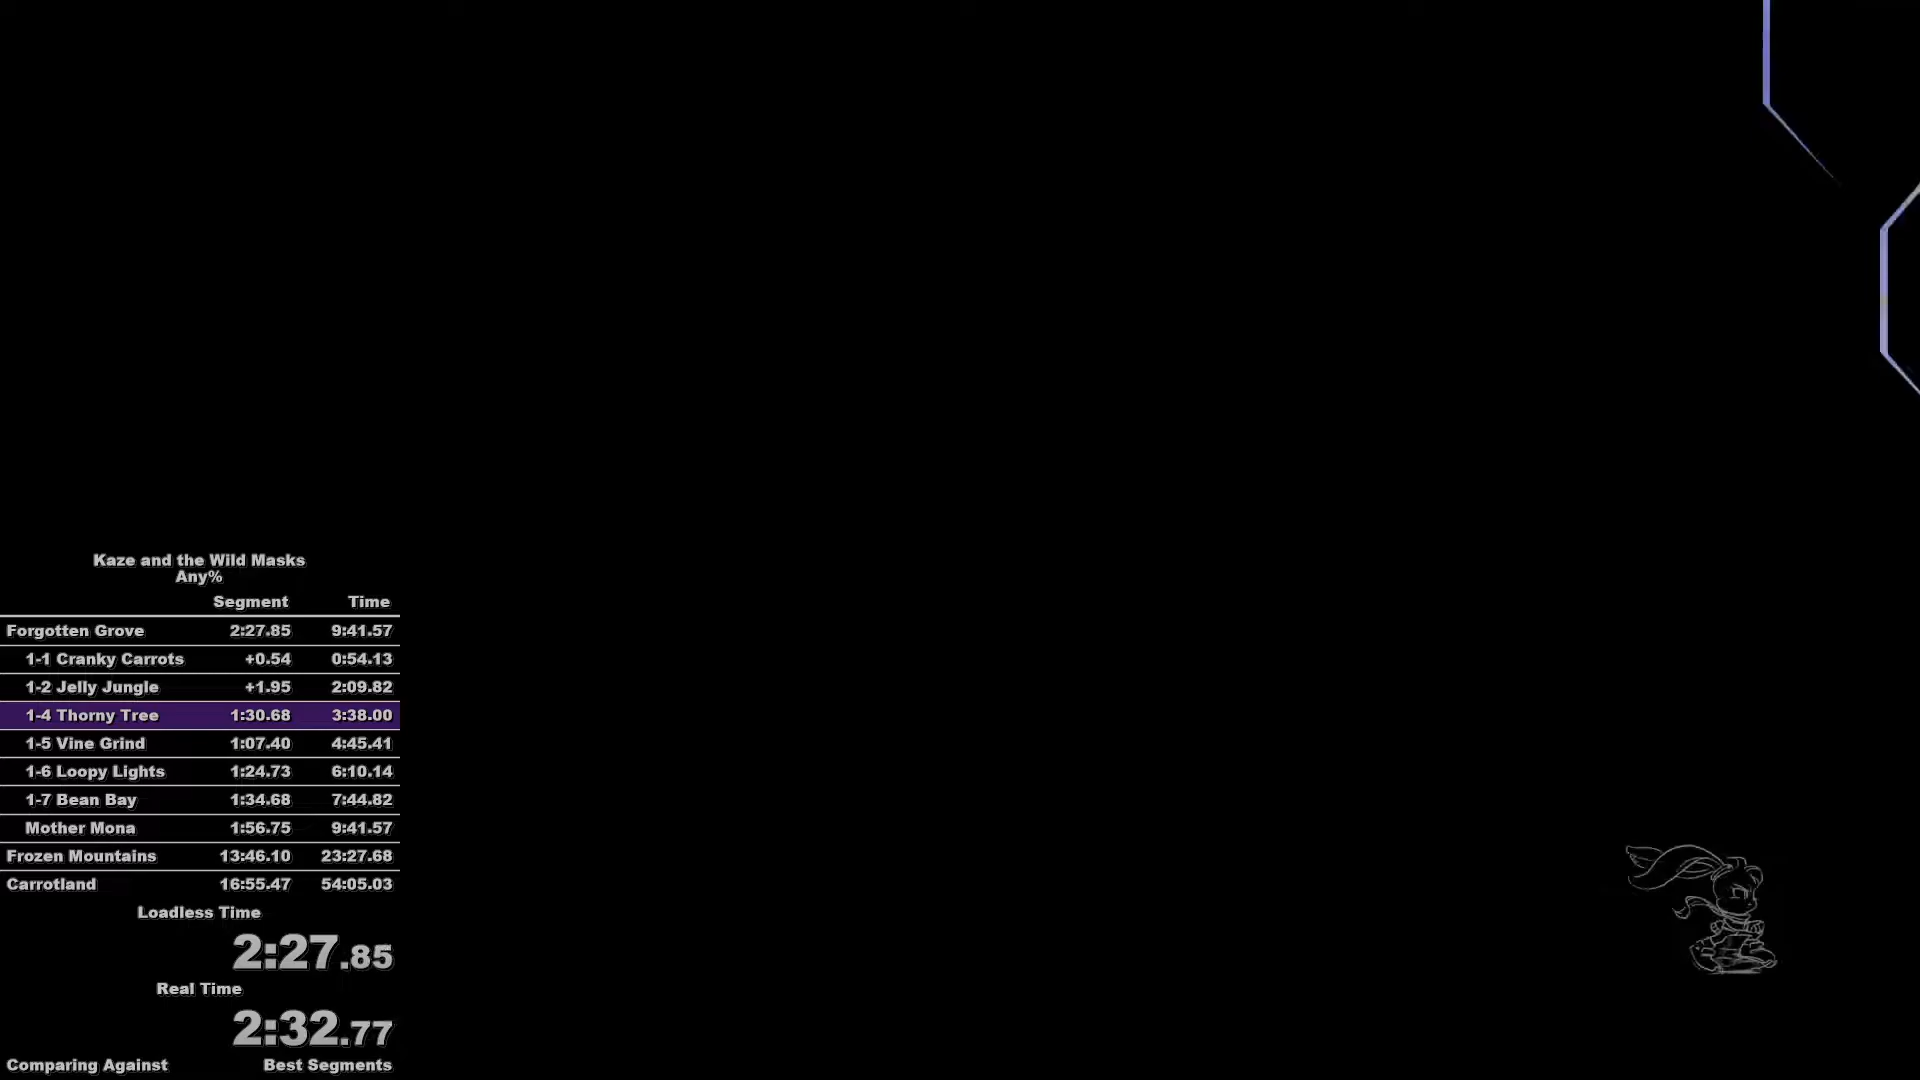 Kaze and the Wild Masks
Any%
Segment Time
Forgotten Grove 2:27.85 9:41.57
1-1 Cranky Carrots +0.54 0:54.13
1-2 Jelly Jungle +1.95 2:09.82
1-4 Thorny Tree 1:30.68 3:38.00
1-5 Vine Grind 1:07.40 4:45.41
1-6 Loopy Lights 1:24.73 6:10.14
1-7 Bean Bay 1:34.68 7:44.82
Mother Mona 1:56.75 9:41.57
Frozen Mountains 13:46.10 23:27.68
Carrotland 16:55.47 54:05.03
Loadless Time
2:27.85
Real Time
2:32.77
Comparing Against Best Segments